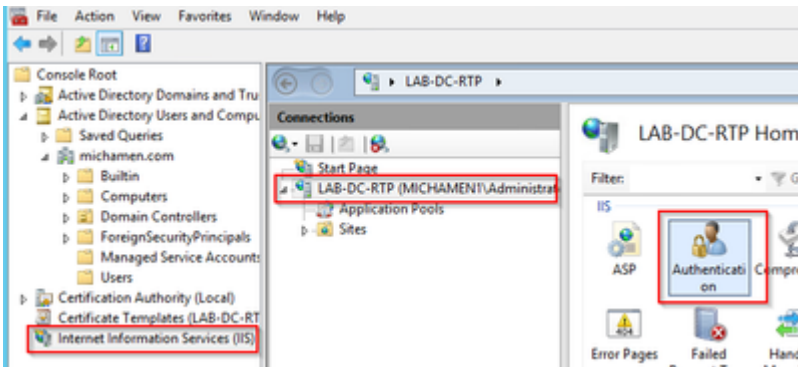 File Action View Favorites Window Help
Console Root
Active Directory Domains and Tru
Active Directory Users and Compu
Saved Queries
michamen.com
Builtin
Computers
Domain Controllers
ForeignSecurityPrincipals
Managed Service Accounts
Users
Certification Authority (Local)
Certificate Templates (LAB-DC-RT
Internet Information Services (IIS)
LAB-DC-RTP
Connections
Start Page
LAB-DC-RTP (MICHAMEN1\Administrat
Application Pools
Sites
LAB-DC-RTP Hom
Filter:
IIS
ASP
Authenticati
on
Compre
404
Error Pages
Failed
Hand